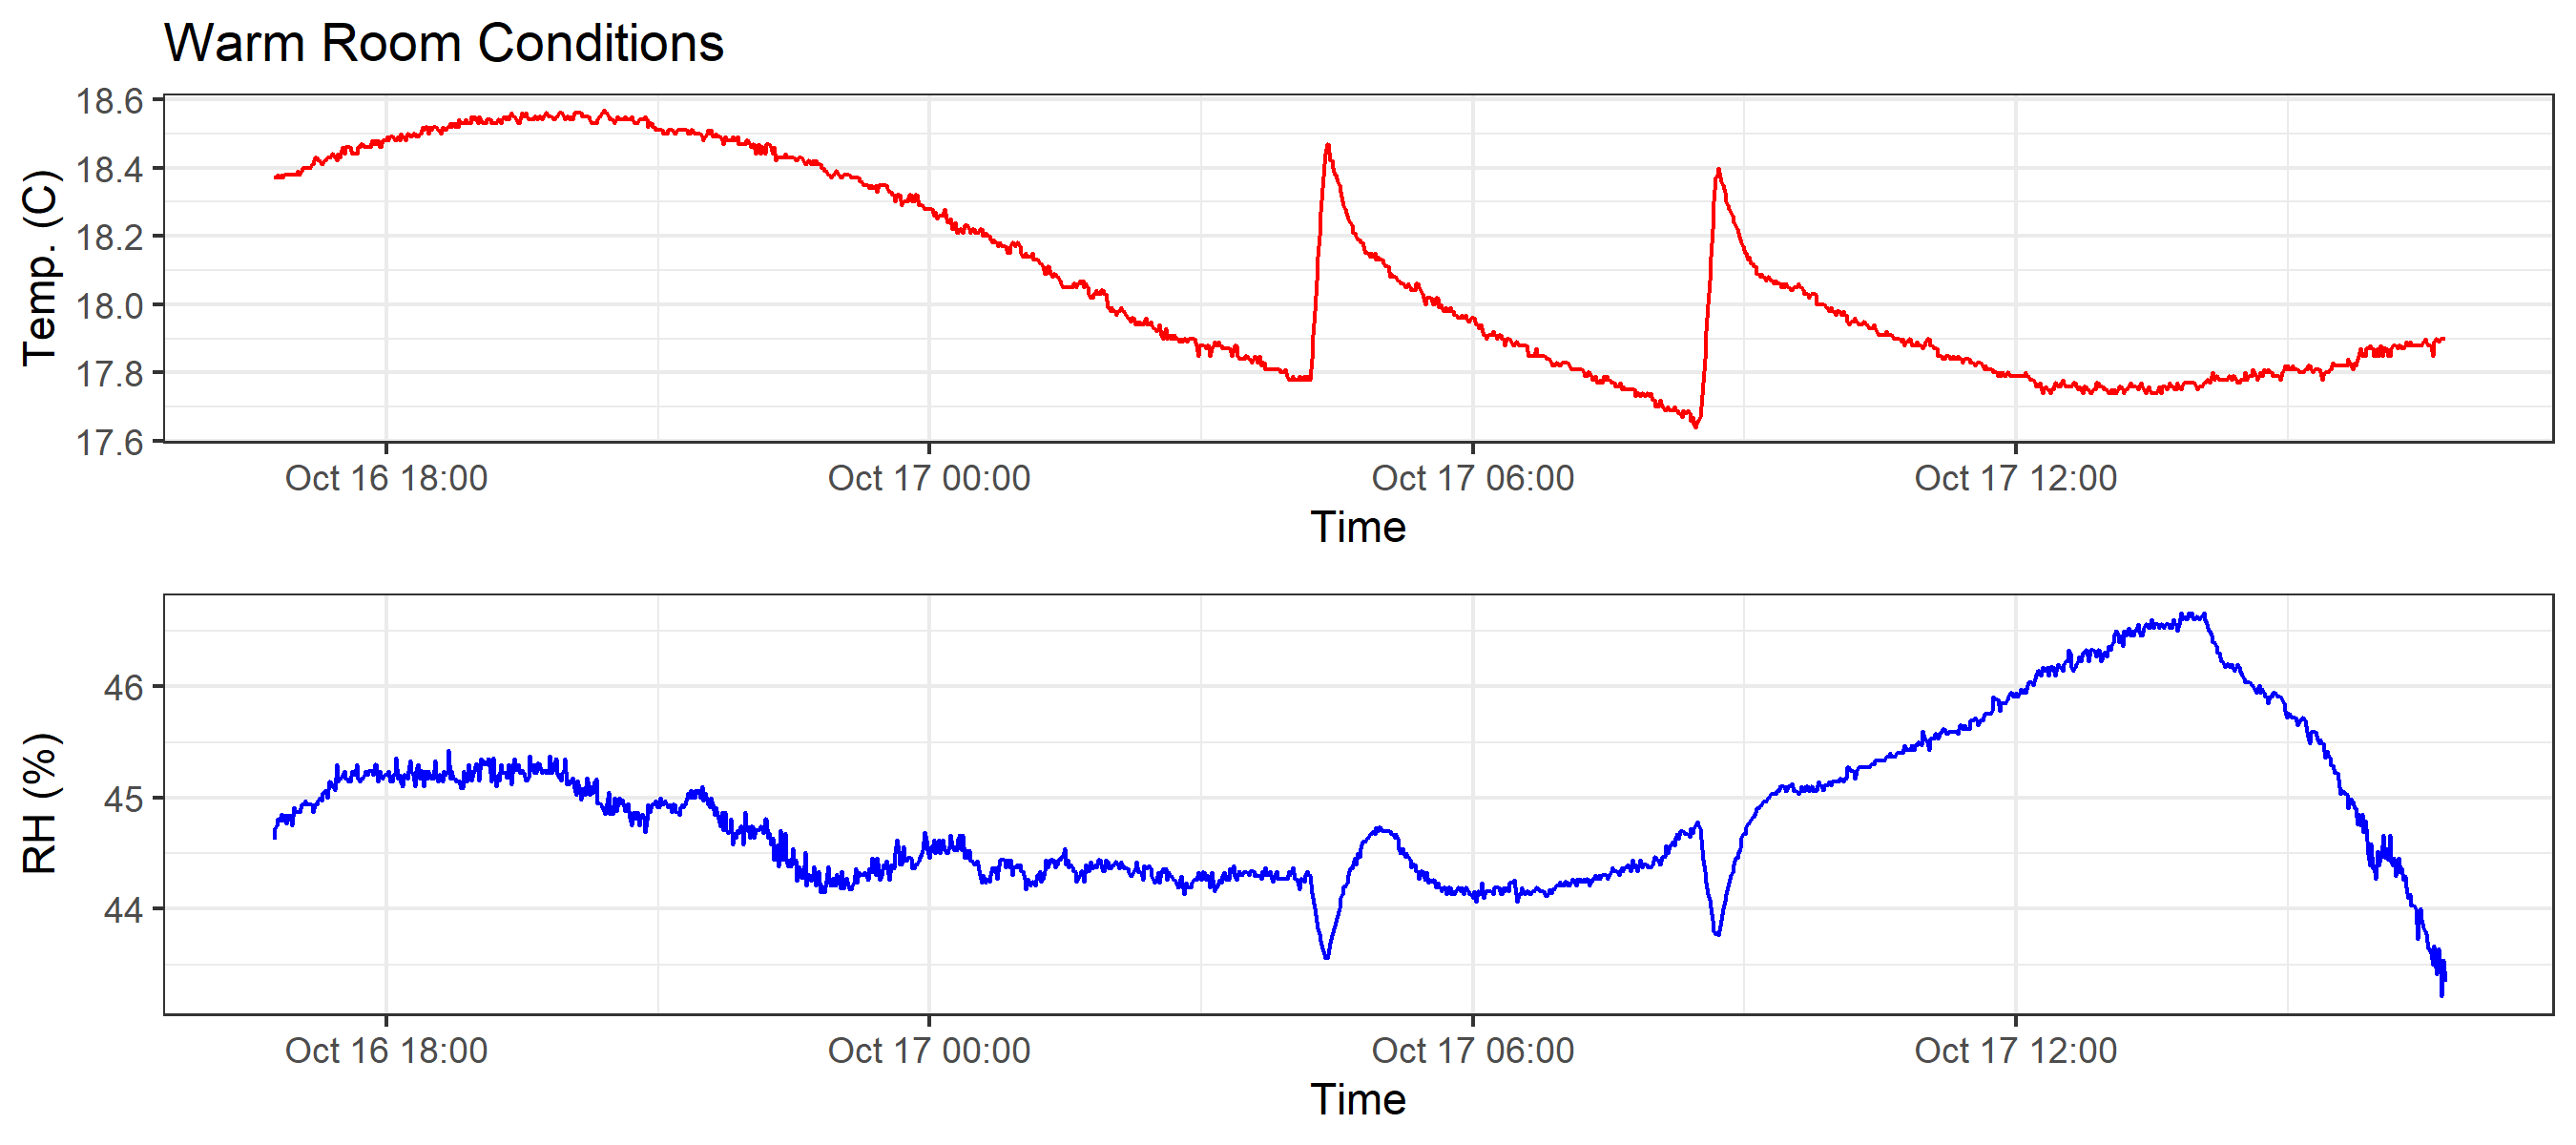 Warm Room Conditions
18.6
18.4
18.2
18.0
17.8
17.6
Temp. (C)
Oct 16 18:00 Oct 17 00:00 Oct 17 06:00 Oct 17 12:00
Time
46
45
44
RH (%)
Oct 16 18:00 Oct 17 00:00 Oct 17 06:00 Oct 17 12:00
Time